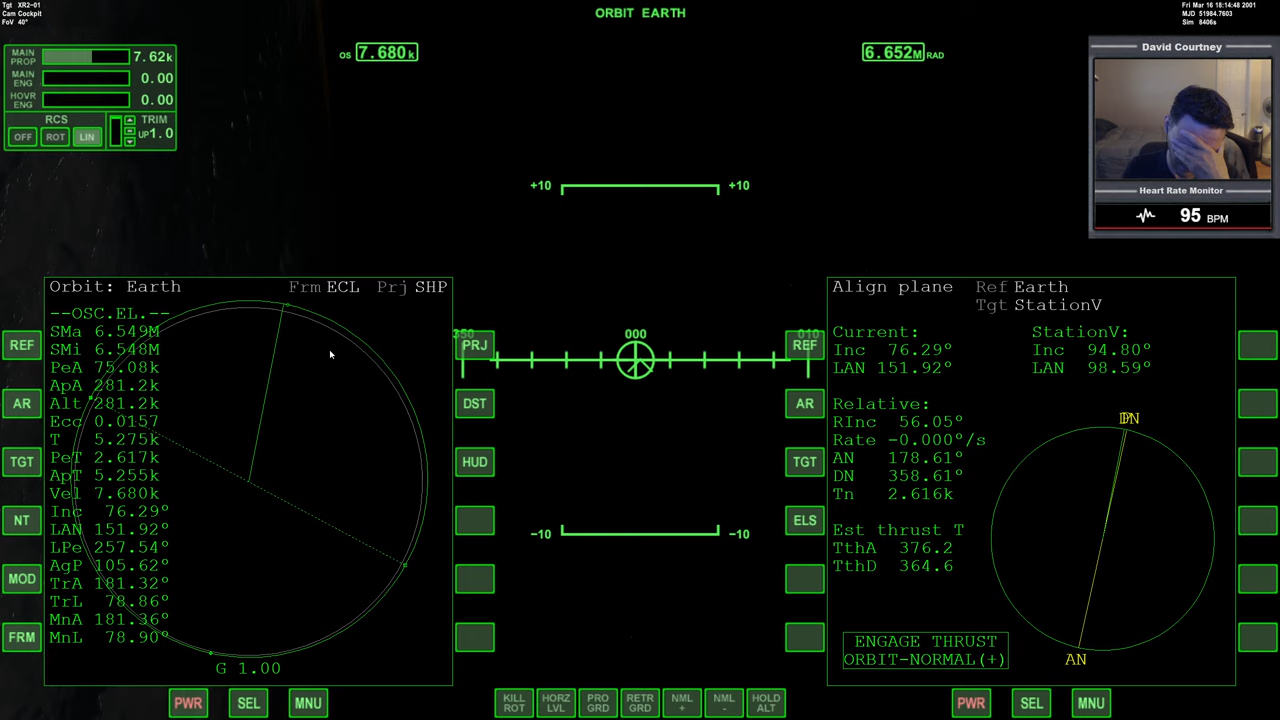 Tgt XR2-01
Cam Cockpit
FoV 40°
ORBIT EARTH
Fri Mar 16 18:14:48 2001
MJD 51984.7603
Sim 8406s
MAIN PROP 7.62k
MAIN ENG 0.00
HOVR ENG 0.00
RCS
TRIM
OFF ROT LIN
UP 1.0
OS 7.680k
6.652M RAD
David Courtney
Heart Rate Monitor
95 BPM
+10 +10
350 000 010
-10 -10
Orbit: Earth Frm ECL Prj SHP
--OSC.EL.--
SMa 6.549M
SMi 6.548M
PeA 75.08k
ApA 281.2k
Alt 281.2k
Ecc 0.0157
T 5.275k
PeT 2.617k
ApT 5.255k
Vel 7.680k
Inc 76.29°
LAN 151.92°
LPe 257.54°
AgP 105.62°
TrA 181.32°
TrL 78.86°
MnA 181.36°
MnL 78.90°
G 1.00
REF
AR
TGT
NT
MOD
FRM
PRJ
DST
HUD
PWR SEL MNU
KILL ROT
HORZ LVL
PRO GRD
RETR GRD
NML +
NML -
HOLD ALT
REF
AR
TGT
ELS
Align plane Ref Earth
Tgt StationV
Current: StationV:
Inc 76.29° Inc 94.80°
LAN 151.92° LAN 98.59°
Relative:
RInc 56.05°
Rate -0.000°/s
AN 178.61°
DN 358.61°
Tn 2.616k
Est thrust T
TthA 376.2
TthD 364.6
ENGAGE THRUST
ORBIT-NORMAL(+)
AN
PWR SEL MNU